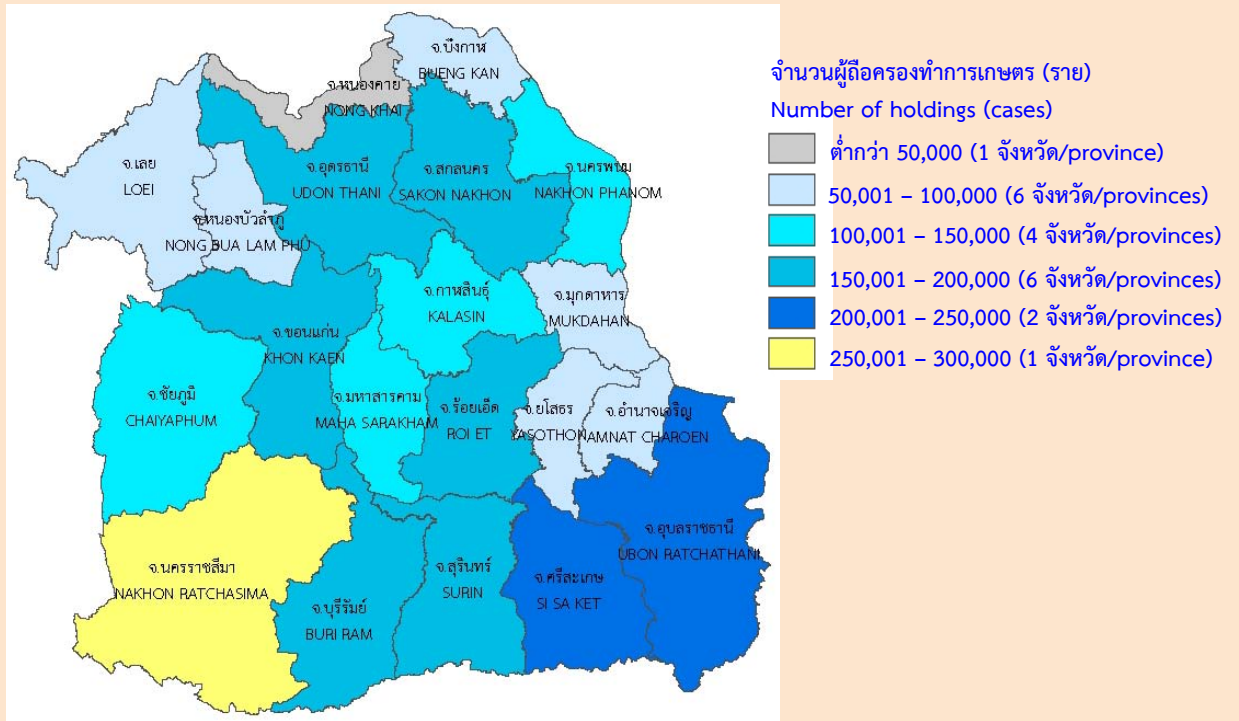 จ.บึงกาฬ
BUENG KAN
จ.หนองคาย
NONG KHAI
จ.เลย
LOEI
จ.อุดรธานี
UDON THANI
จ.สกลนคร
SAKON NAKHON
จ.นครพนม
NAKHON PHANOM
จ.หนองบัวลำภู
NONG BUA LAM PHU
จ.กาฬสินธุ์
KALASIN
จ.มุกดาหาร
MUKDAHAN
จ.ขอนแก่น
KHON KAEN
จ.ชัยภูมิ
CHAIYAPHUM
จ.มหาสารคาม
MAHA SARAKHAM
จ.ร้อยเอ็ด
ROI ET
จ.ยโสธร
YASOTHON
จ.อำนาจเจริญ
AMNAT CHAROEN
จ.อุบลราชธานี
UBON RATCHATHANI
จ.นครราชสีมา
NAKHON RATCHASIMA
จ.บุรีรัมย์
BURI RAM
จ.สุรินทร์
SURIN
จ.ศรีสะเกษ
SI SA KET
จำนวนผู้ถือครองทำการเกษตร (ราย)
Number of holdings (cases)
ต่ำกว่า 50,000 (1 จังหวัด/province)
50,001 – 100,000 (6 จังหวัด/provinces)
100,001 – 150,000 (4 จังหวัด/provinces)
150,001 – 200,000 (6 จังหวัด/provinces)
200,001 – 250,000 (2 จังหวัด/provinces)
250,001 – 300,000 (1 จังหวัด/province)